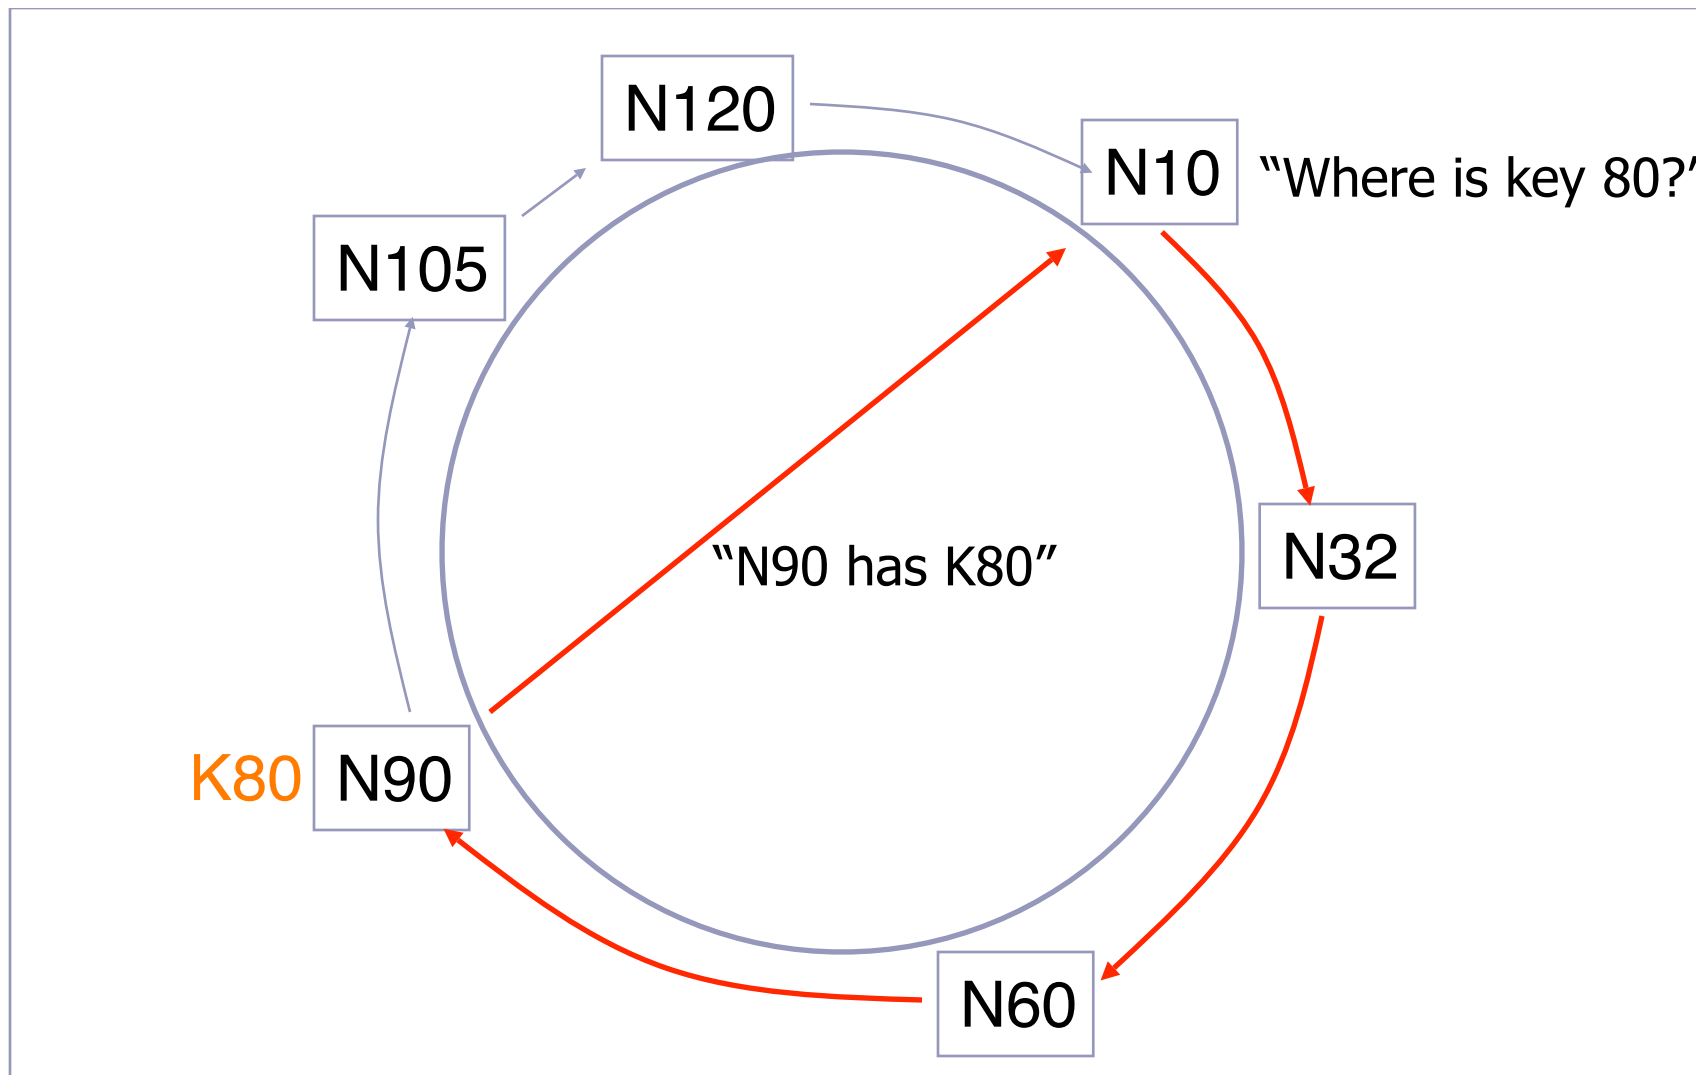 N120
N10
“Where is key 80?”
N105
N32
“N90 has K80”
K80
N90
N60